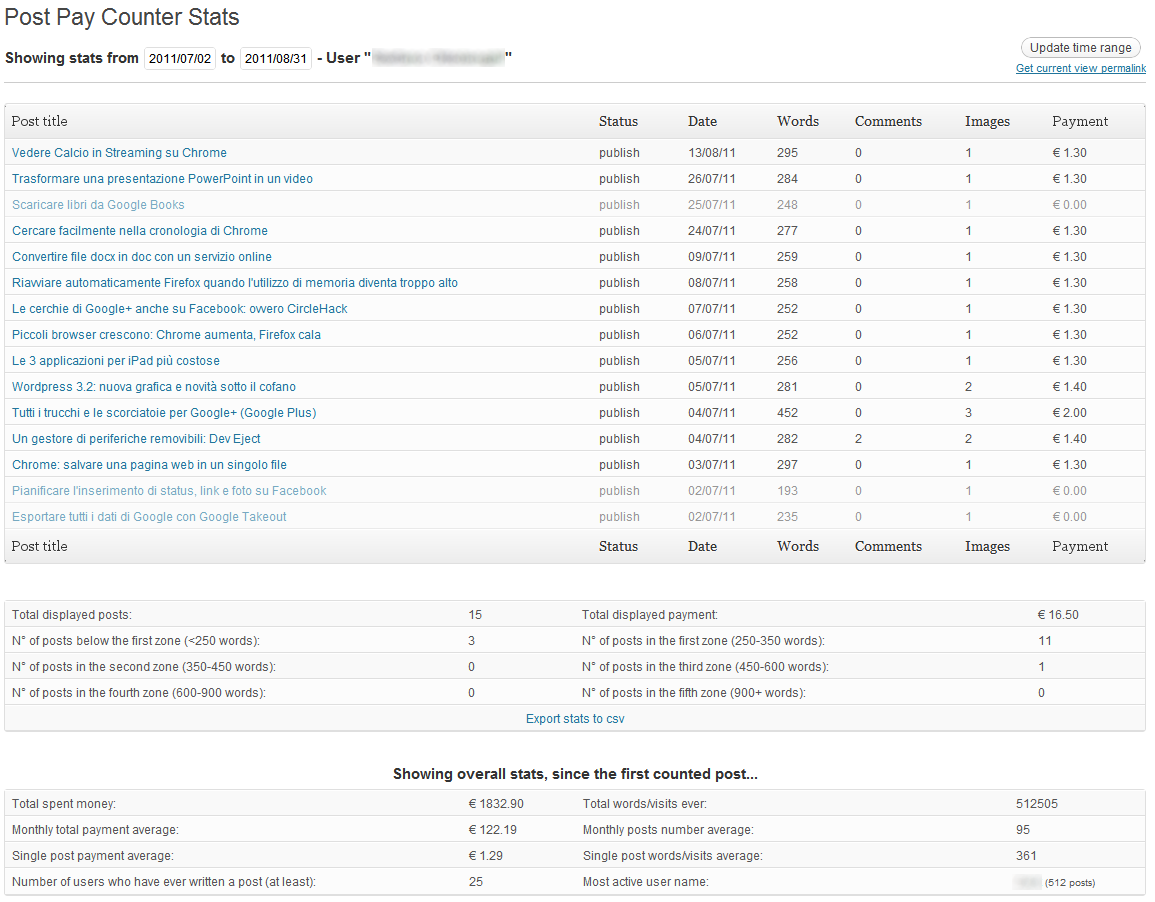 Post Pay Counter Stats
Showing stats from 2011/07/02 to 2011/08/31 - User " "
Update time range
Get current view permalink
Post title Status Date Words Comments Images Payment
Vedere Calcio in Streaming su Chrome publish 13/08/11 295 0 1 € 1.30
Trasformare una presentazione PowerPoint in un video publish 26/07/11 284 0 1 € 1.30
Scaricare libri da Google Books publish 25/07/11 248 0 1 € 0.00
Cercare facilmente nella cronologia di Chrome publish 24/07/11 277 0 1 € 1.30
Convertire file docx in doc con un servizio online publish 09/07/11 259 0 1 € 1.30
Riavviare automaticamente Firefox quando l'utilizzo di memoria diventa troppo alto publish 08/07/11 258 0 1 € 1.30
Le cerchie di Google+ anche su Facebook: ovvero CircleHack publish 07/07/11 252 0 1 € 1.30
Piccoli browser crescono: Chrome aumenta, Firefox cala publish 06/07/11 252 0 1 € 1.30
Le 3 applicazioni per iPad più costose publish 05/07/11 256 0 1 € 1.30
Wordpress 3.2: nuova grafica e novità sotto il cofano publish 05/07/11 281 0 2 € 1.40
Tutti i trucchi e le scorciatoie per Google+ (Google Plus) publish 04/07/11 452 0 3 € 2.00
Un gestore di periferiche removibili: Dev Eject publish 04/07/11 282 2 2 € 1.40
Chrome: salvare una pagina web in un singolo file publish 03/07/11 297 0 1 € 1.30
Pianificare l'inserimento di status, link e foto su Facebook publish 02/07/11 193 0 1 € 0.00
Esportare tutti i dati di Google con Google Takeout publish 02/07/11 235 0 1 € 0.00
Post title Status Date Words Comments Images Payment
Total displayed posts: 15 Total displayed payment: € 16.50
N° of posts below the first zone (<250 words): 3 N° of posts in the first zone (250-350 words): 11
N° of posts in the second zone (350-450 words): 0 N° of posts in the third zone (450-600 words): 1
N° of posts in the fourth zone (600-900 words): 0 N° of posts in the fifth zone (900+ words): 0
Export stats to csv
Showing overall stats, since the first counted post...
Total spent money: € 1832.90 Total words/visits ever: 512505
Monthly total payment average: € 122.19 Monthly posts number average: 95
Single post payment average: € 1.29 Single post words/visits average: 361
Number of users who have ever written a post (at least): 25 Most active user name: (512 posts)